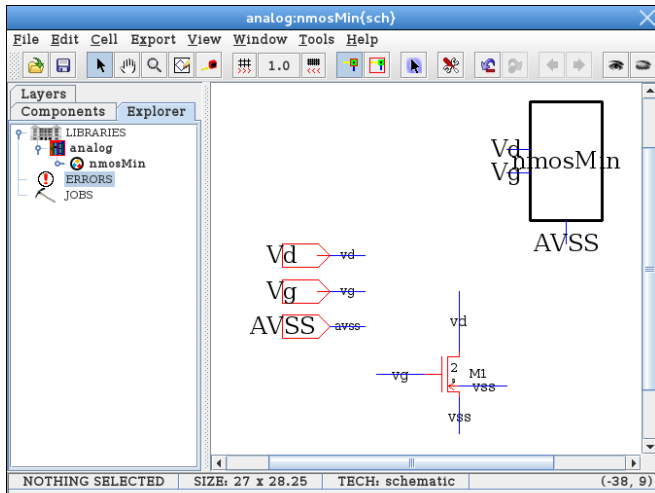 analog:nmosMin{sch}
File Edit Cell Export View Window Tools Help
1.0
Layers
Components Explorer
LIBRARIES
analog
nmosMin
ERRORS
JOBS
Vd
nmosMin
Vg
AVSS
Vd vd
Vg vg
AVSS avss
vd
2
M1
vg
vss
vss
NOTHING SELECTED SIZE: 27 x 28.25 TECH: schematic (-38, 9)